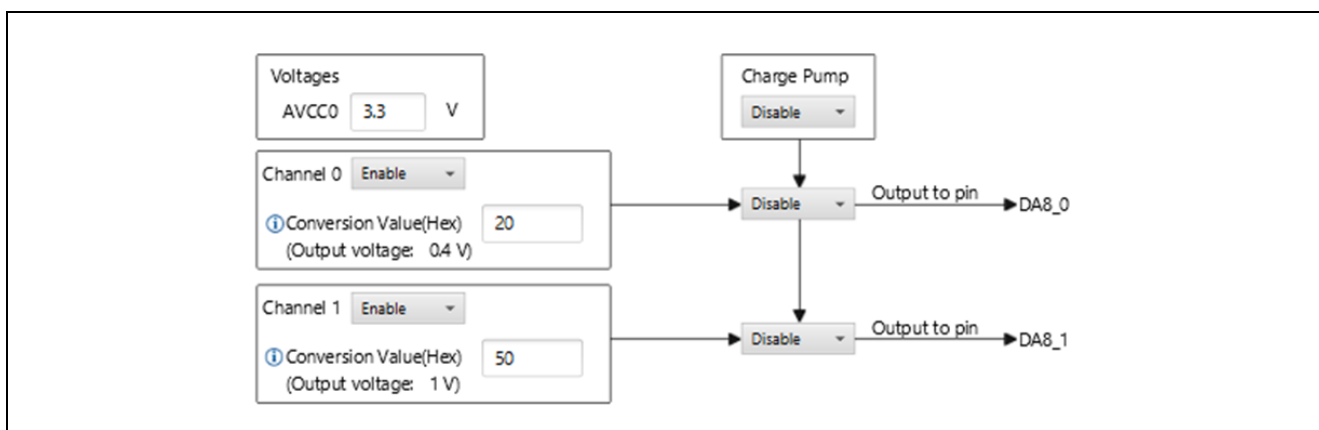 Voltages
AVCC0 3.3 V
Charge Pump
Disable
Channel 0 Enable
Conversion Value(Hex) 20
(Output voltage: 0.4 V)
Disable
Output to pin
DA8_0
Channel 1 Enable
Conversion Value(Hex) 50
(Output voltage: 1 V)
Disable
Output to pin
DA8_1